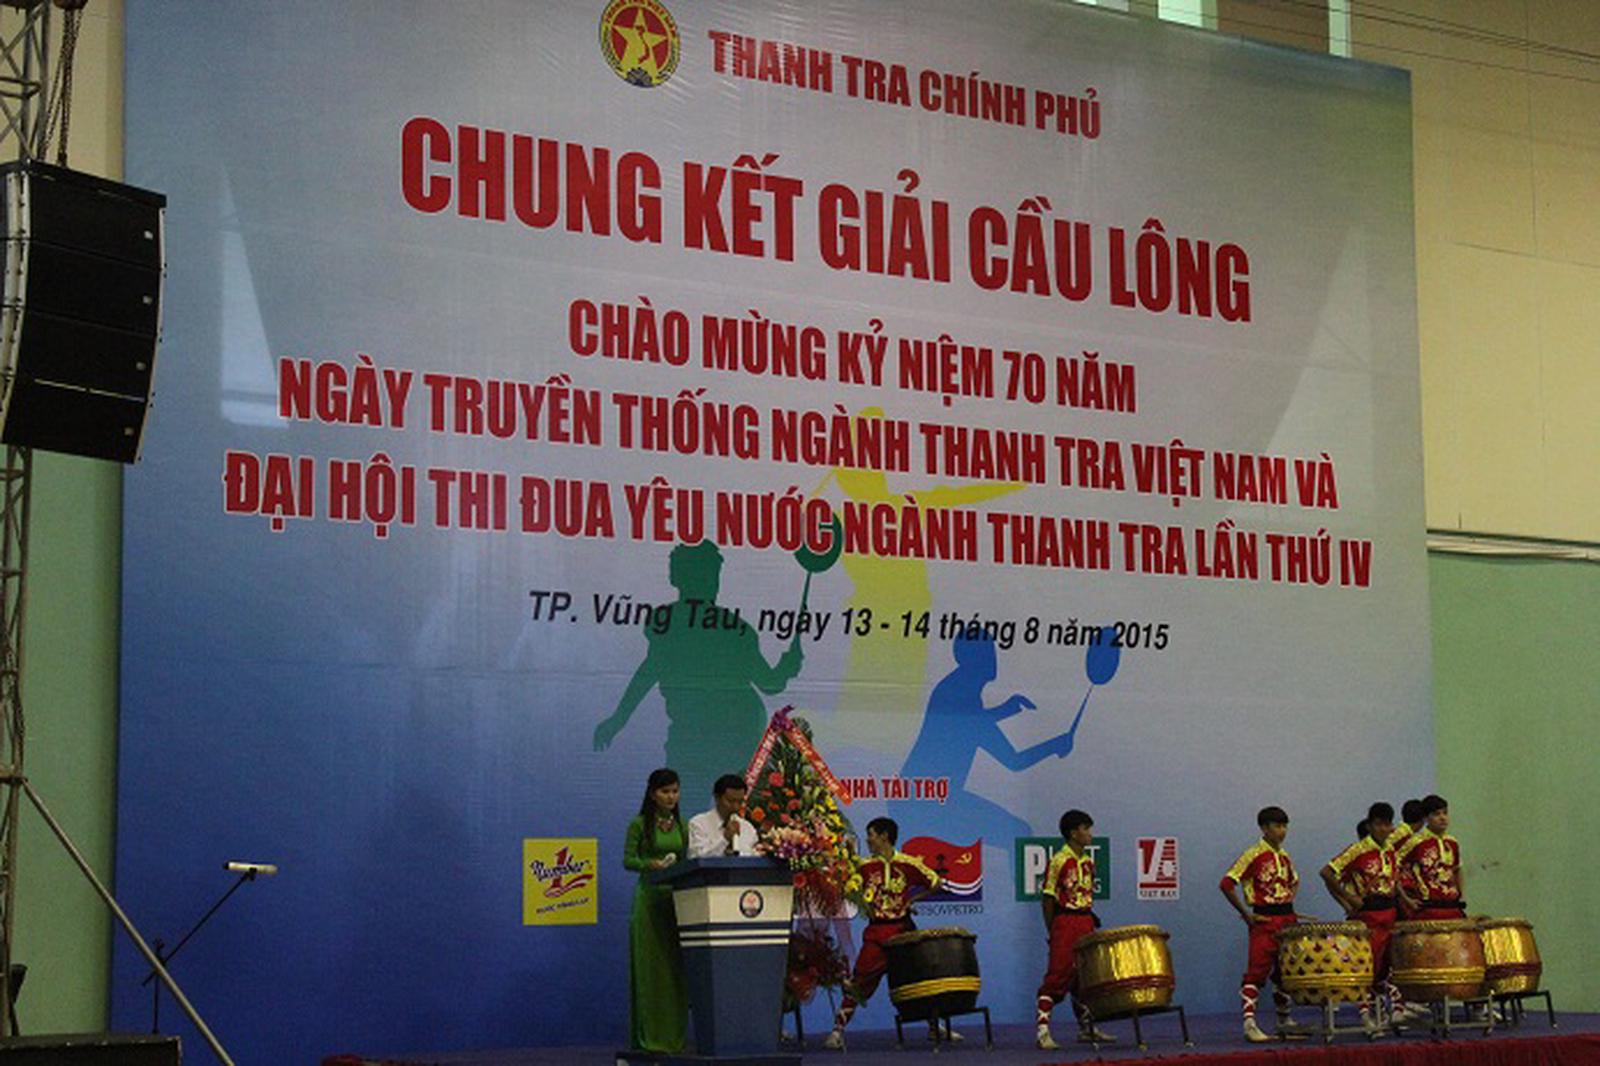 THANH TRA CHÍNH PHỦ
CHUNG KẾT GIẢI CẦU LÔNG
CHÀO MỪNG KỶ NIỆM 70 NĂM
NGÀY TRUYỀN THỐNG NGÀNH THANH TRA VIỆT NAM VÀ
ĐẠI HỘI THI ĐUA YÊU NƯỚC NGÀNH THANH TRA LẦN THỨ IV
TP. Vũng Tàu, ngày 13 - 14 tháng 8 năm 2015
NHÀ TÀI TRỢ
Number 1